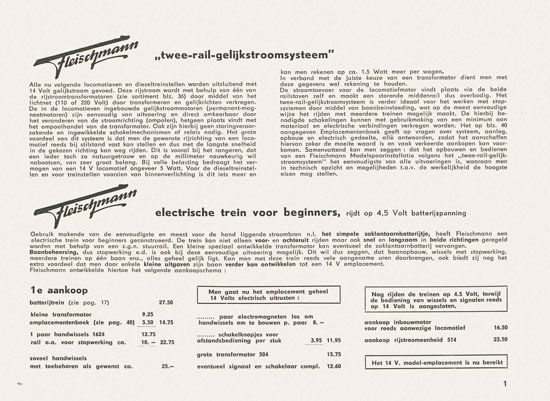 Fleischmann
„twee-rail-gelijkstroomsysteem”
Alle nu volgende locomotieven en dieseltreinstellen worden uitsluitend met
14 Volt gelijkstroom gevoed. Deze rijstroom wordt met behulp van één van
de rijstroomtransformatoren (zie sortiment blz. 36) door middel van het
lichtnet (110 of 220 Volt) door transformeren en gelijkrichten verkregen.
De in de locomotieven ingebouwde gelijkstroommotoren (permanent-mag-
neetmotoren) zijn eenvoudig van uitvoering en direct omkeerbaar door
het omwenden van de stroomrichting (ompolen), hetgeen plaats vindt met
het apparaat van de transformator. Ook zijn hierbij geen storingveroor-
zakende en ingewikkelde schakelmechanismen of relais nodig. Het grote
voordeel van dit systeem is dat men de gewenste rijrichting van een loco-
motief reeds bij stilstand vast kan stellen en dus met de laagste snelheid
in de gekozen richting kan weg rijden. Dit is vooral bij het rangeren, dat
een ieder toch zo natuurgetrouw en op de millimeter nauwkeurig wil
nabootsen, van zeer groot belang. Bij volle belasting bedraagt het ver-
mogen van een 14 V locomotief ongeveer 5 Watt. Voor de dieseltreinstel-
len en voor treinstellen voorzien van binnenverlichting is dit iets meer en
kan men rekenen op ca. 1.5 Watt meer per wagen.
In verband met de juiste keuze van een transformator dient men met
deze gegevens wel rekening te houden.
De stroomtoevoer voor de locomotiefmotor vindt plaats via de beide
railstaven, zodat men het station storende middenrail dus overbodig. Het
twee-rail-gelijkstroomsysteem is verder ideaal voor het werken met stop-
systemen door middel van baanbeïnvloeding, wat op de meest eenvoudige
wijze het rijden met meerdere treinen mogelijk maakt. De hierbij be-
nodigde schakelingen kunnen met gebruikmaking van een minimum aan
materiaal en electrische verbindingen verkregen worden. Het op blz. 40
aangegeven Emplacementenboek geeft op vragen over systeem, aanleg,
opbouw en electrisch gedeelte, alle antwoorden, zodat het aanschaffen
hiervan zeker de moeite waard is en vaak verkeerde aankopen kan voor-
komen. Samenvattend kan men zeggen: dat het opbouwen en bedienen
van een Fleischmann Modelspoorinstallatie volgens het „twee-rail-gelijk-
stroomsysteem” het eenvoudigste van alle uitvoeringen is, waaraan men
in technisch opzicht en mogelijkheden t.a.v. de werkelijkheid de hoogste
eisen mag stellen.
Fleischmann
electrische trein voor beginners, rijdt op 4,5 Volt batterijspanning
Gebruik makende van de eenvoudigste en meest voor de hand liggende stroombron n.l. het simpele zaklantaarnbatterijtje, heeft Fleischmann een
electrische trein voor beginners geconstrueerd. De trein kan niet alleen voor- en achteruit rijden maar ook snel en langzaam in beide richtingen geregeld
worden met behulp van een z.g.n. stuurrail. Een kleine speciaal ontwikkelde transformator kan eventueel de zaklantaarnbatterij vervangen.
Baanbeheersing, dus stopwerking e.d. is ook bij deze eenvoudige uitvoering mogelijk. Dit wil dus zeggen, dat een baanopbouw, wissels met stopwerking,
meerdere treinen op één baan enz., alles geheel gelijk ligt. Kan men met deze trein reeds vele aangename uren doorbrengen, ook biedt zij nog het
extra voordeel dat men daar enkele kleine uitgaven zijn baan verder kan ontwikkelen tot een 14 V emplacement.
Fleischmann ontwikkelde hiertoe het volgende aankoopschema :
1e aankoop
batterijtrein (zie pag. 17) 27.50
kleine transformator 9.25
emplacementenboek (zie pag. 40) 5.50 14.75
1 paar handwissels 1624 12.75
rail o.a. voor stopwerking ca. 10.— 22.75
zoveel handwissels
met toebehoren als gewenst ca. 25.—
Men gaat nu het emplacement geheel
14 Volts electrisch uitrusten :
........ paar electromagneten los om
handwissels om te bouwen p. paar 8.—
........ schakelknopjes voor
afstandsbediening per stuk 3.95 11.95
grote transformator 504 15.75
eventueel signaal en schakelaar compl. 12.60
Nog rijden de treinen op 4.5 Volt, terwijl
de bediening van wissels en signalen reeds
op 14 Volt is aangesloten.
aankoop inbouwmotor
voor reeds aanwezige locomotief 16.50
aankoop rijstroomeenheid 514 23.50
Het 14 V. model-emplacement is nu bereikt
1